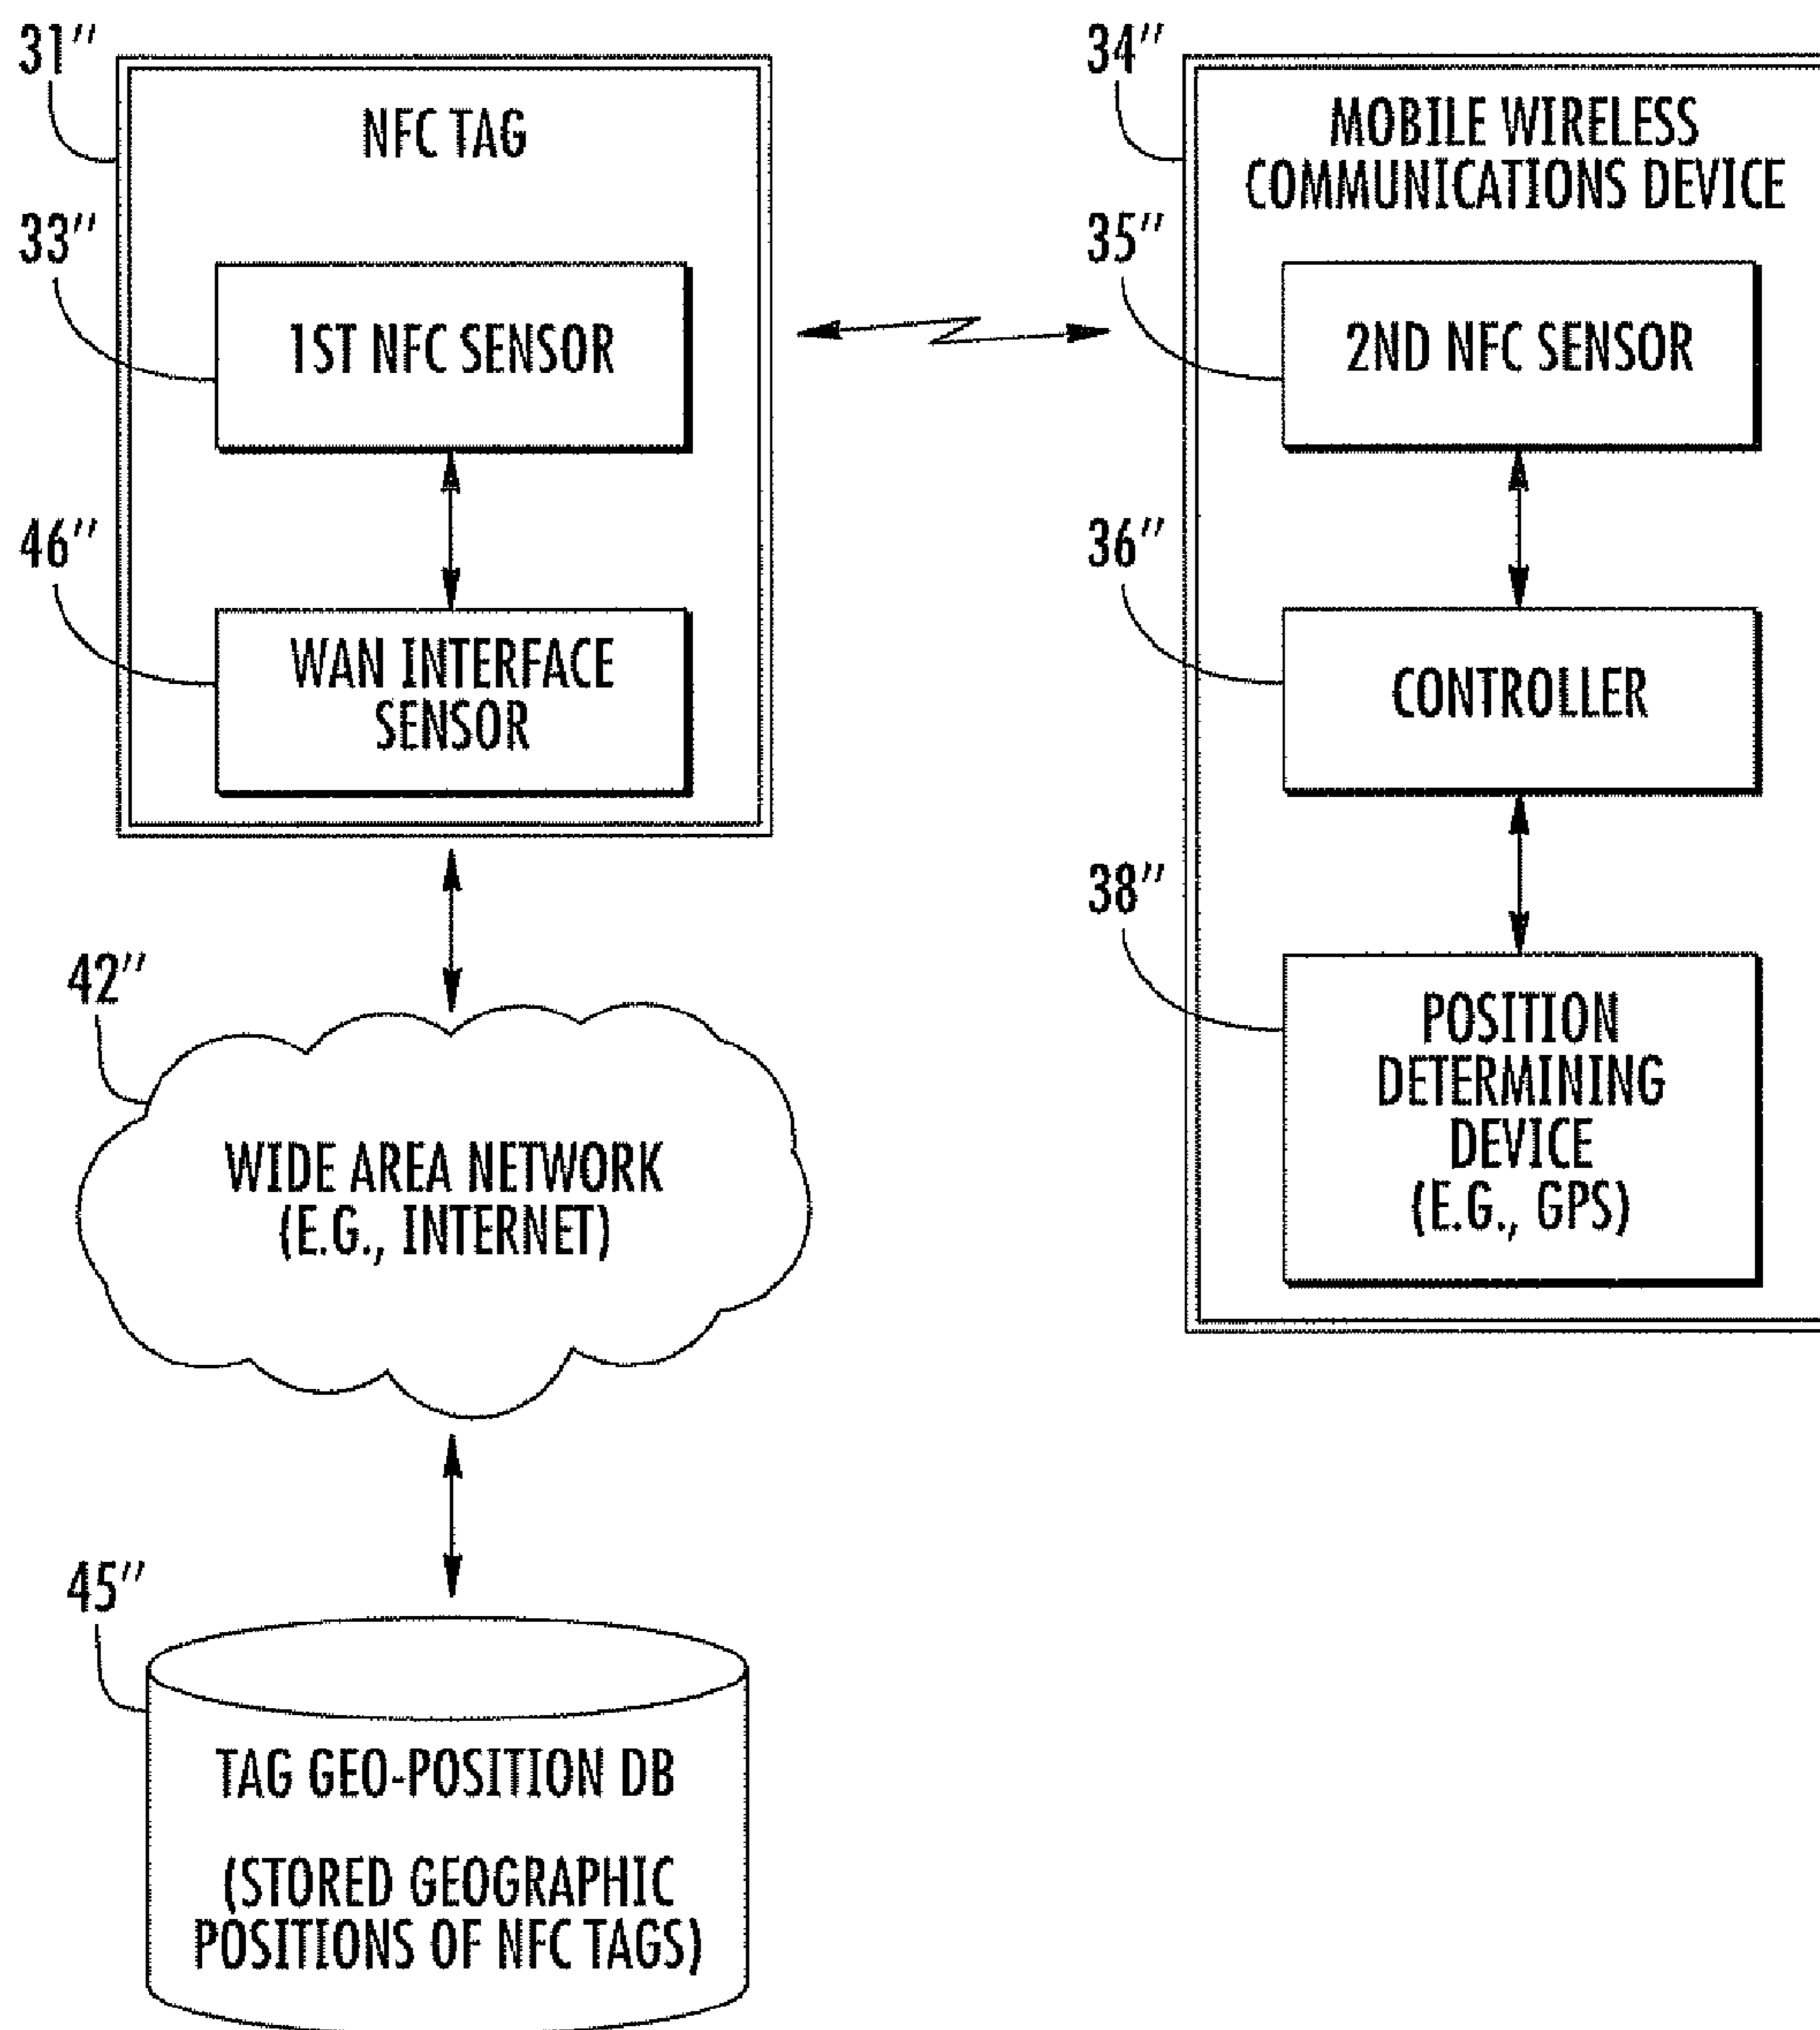 31″
NFC TAG
33″
1ST NFC SENSOR
46″
WAN INTERFACE
SENSOR
42″
WIDE AREA NETWORK
(E.G., INTERNET)
45″
TAG GEO-POSITION DB
(STORED GEOGRAPHIC
POSITIONS OF NFC TAGS)
34″
MOBILE WIRELESS
COMMUNICATIONS DEVICE
35″
2ND NFC SENSOR
36″
CONTROLLER
38″
POSITION
DETERMINING
DEVICE
(E.G., GPS)